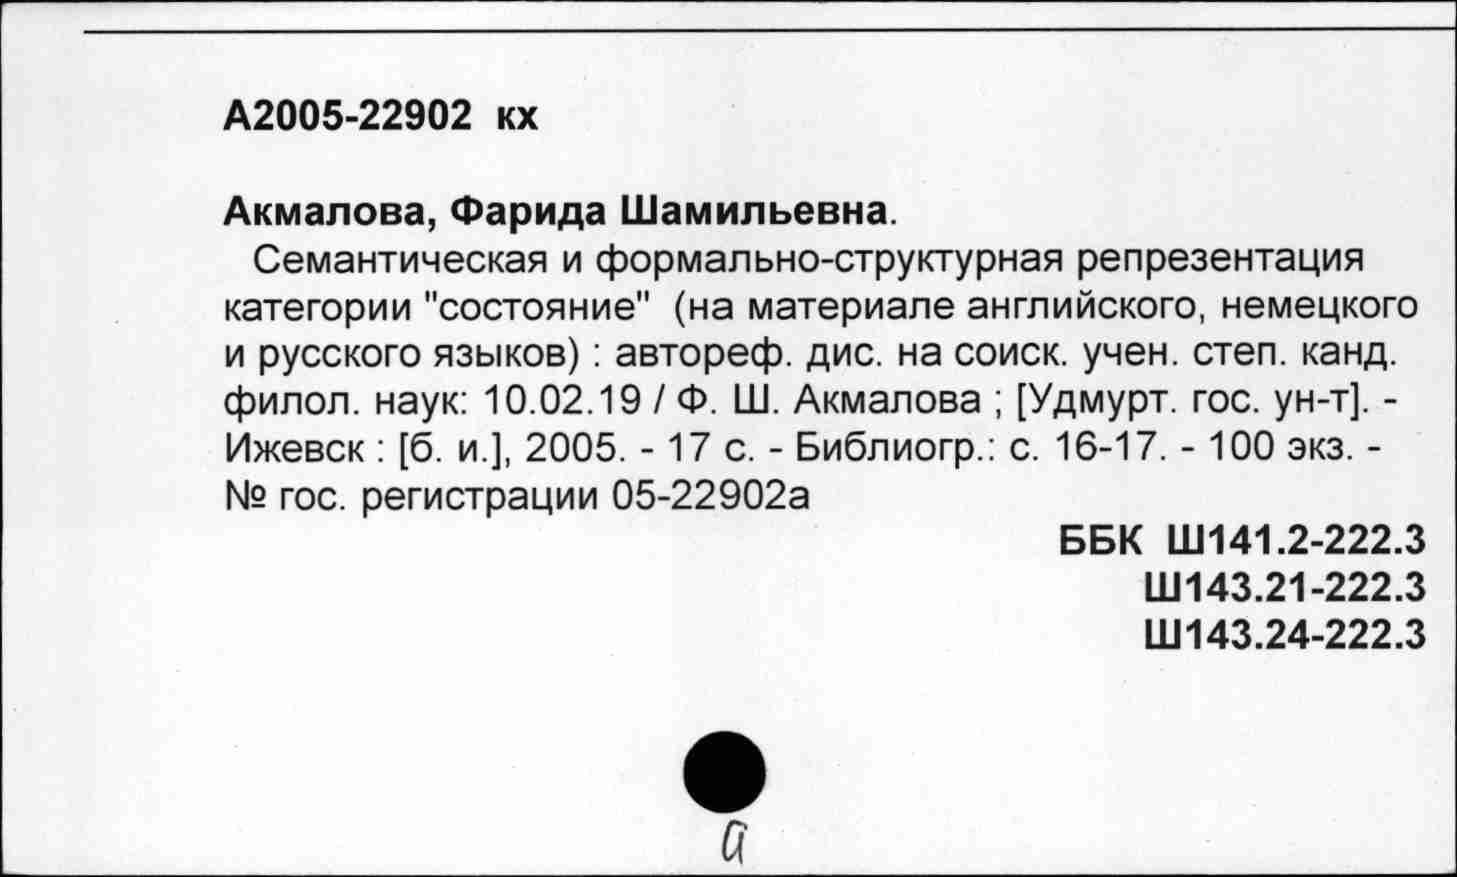 А2005-22902 кх
Акмалова, Фарида Шамильевна.
Семантическая и формально-структурная репрезентация
категории "состояние" (на материале английского, немецкого
и русского языков) : автореф. дис. на соиск. учен. степ. канд.
филол. наук: 10.02.19 / Ф. Ш. Акмалова ; [Удмурт. гос. ун-т]. -
Ижевск : [б. и.], 2005. - 17 с. - Библиогр.: с. 16-17. - 100 экз. -
№ гос. регистрации 05-22902а
ББК Ш141.2-222.3
Ш143.21-222.3
Ш143.24-222.3
а